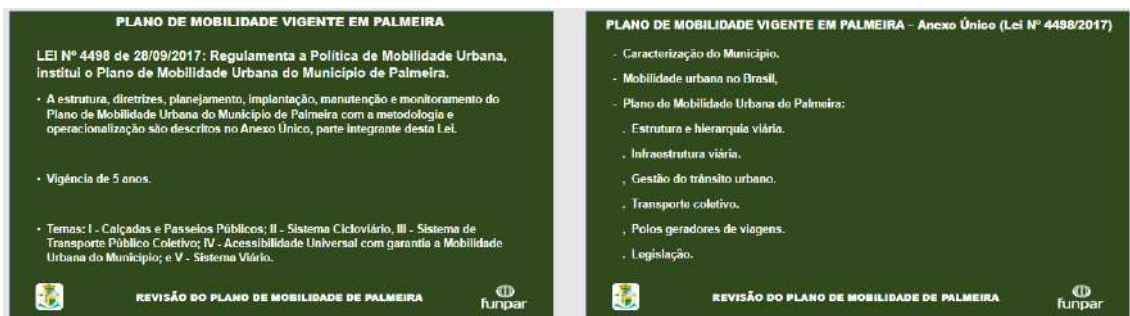 PLANO DE MOBILIDADE VIGENTE EM PALMEIRA
LEI Nº 4498 de 28/09/2017: Regulamenta a Política de Mobilidade Urbana,
institui o Plano de Mobilidade Urbana do Município de Palmeira.
• A estrutura, diretrizes, planejamento, implantação, manutenção e monitoramento do
Plano de Mobilidade Urbana do Município de Palmeira com a metodologia e
operacionalização são descritos no Anexo Único, parte integrante desta Lei.
• Vigência de 5 anos.
• Temas: I - Calçadas e Passeios Públicos; II - Sistema Cicloviário, III - Sistema de
Transporte Público Coletivo; IV - Acessibilidade Universal com garantia a Mobilidade
Urbana do Município; e V - Sistema Viário.
REVISÃO DO PLANO DE MOBILIDADE DE PALMEIRA
funpar
PLANO DE MOBILIDADE VIGENTE EM PALMEIRA – Anexo Único (Lei Nº 4498/2017)
- Caracterização do Município.
- Mobilidade urbana no Brasil,
- Plano de Mobilidade Urbana de Palmeira:
. Estrutura e hierarquia viária.
. Infraestrutura viária.
, Gestão do trânsito urbano.
. Transporte coletivo.
, Polos geradores de viagens.
. Legislação.
REVISÃO DO PLANO DE MOBILIDADE DE PALMEIRA
funpar